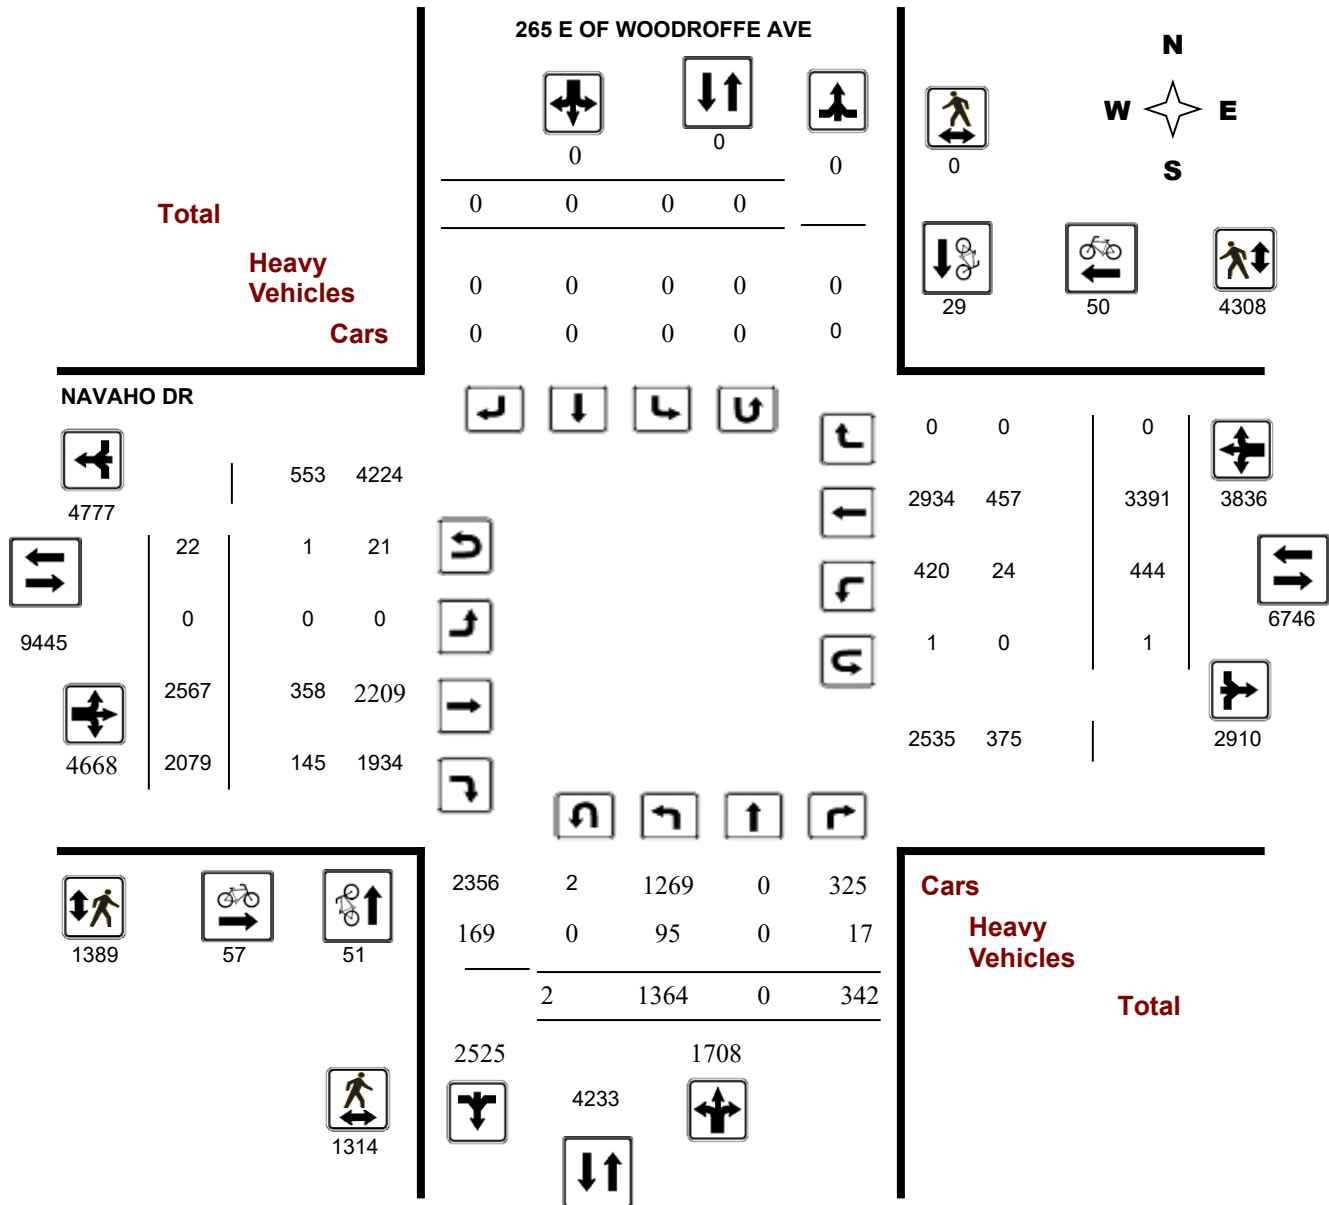 265 E OF WOODROFFE AVE
N
W E
S
0
0
0
0
Total
0 0 0 0
Heavy
Vehicles
0 0 0 0 0
Cars
0 0 0 0 0
29 50 4308
NAVAHO DR
553 4224
4777
22 1 21
9445
0 0 0
2567 358 2209
4668
2079 145 1934
0 0 0
2934 457 3391 3836
420 24 444
6746
1 0 1
2535 375 2910
1389 57 51
1314
2356 2 1269 0 325
169 0 95 0 17
2 1364 0 342
2525 1708
4233
Cars
Heavy
Vehicles
Total